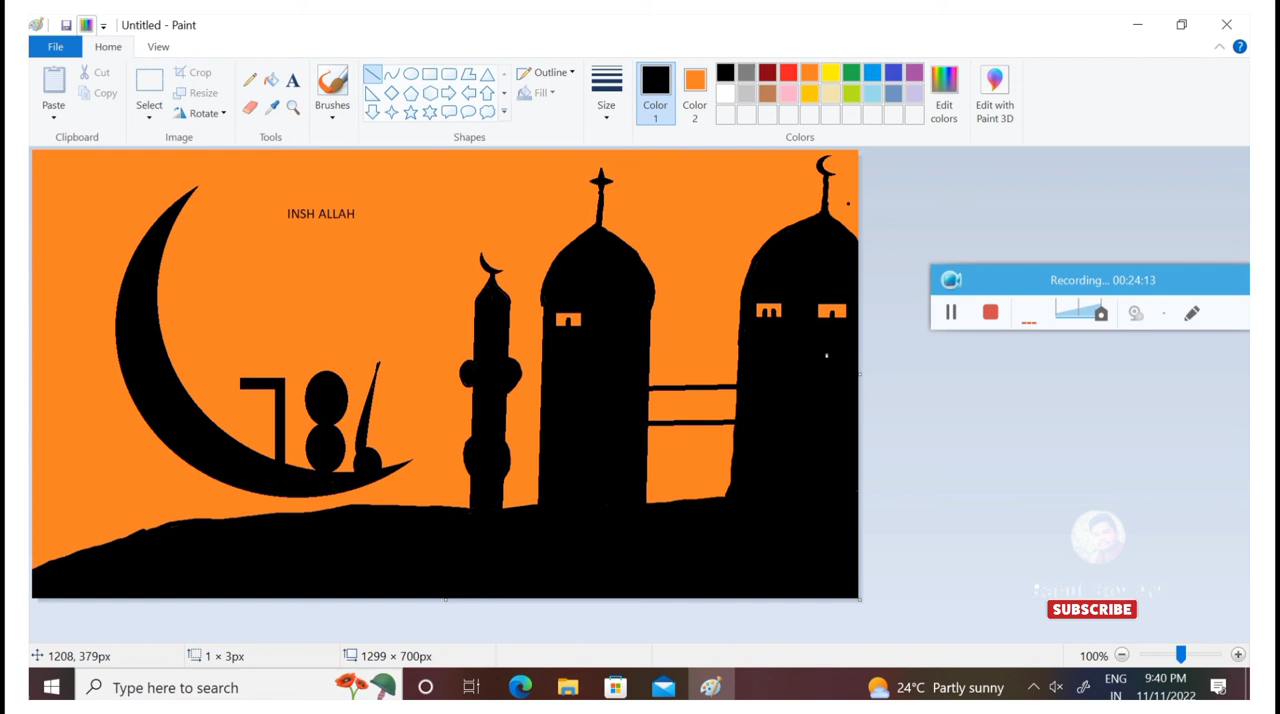 Untitled - Paint
File Home View
Paste
Cut
Copy
Clipboard
Select
Crop
Resize
Rotate
Image
Tools
Brushes
Outline
Fill
Shapes
Size
Color 1
Color 2
Edit colors
Edit with Paint 3D
Colors
INSH ALLAH
786
Recording... 00:24:13
SUBSCRIBE
1208, 379px
1 × 3px
1299 × 700px
100%
Type here to search
24°C Partly sunny
ENG
IN
9:40 PM
11/11/2022